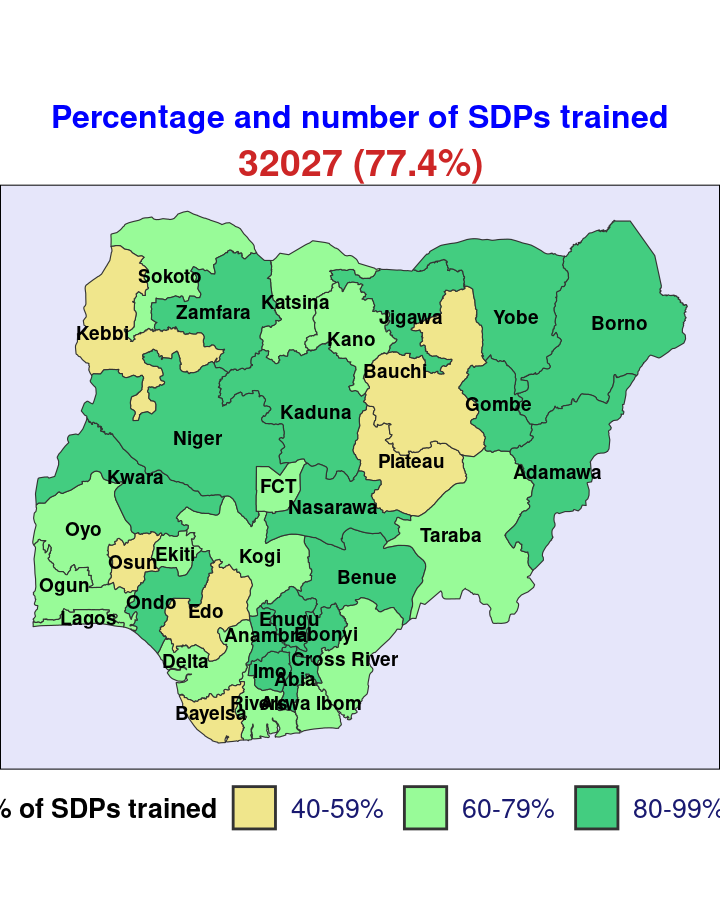 Percentage and number of SDPs trained
32027 (77.4%)
Sokoto
Katsina
Zamfara
Jigawa
Yobe
Borno
Kebbi
Kano
Bauchi
Gombe
Kaduna
Niger
Plateau
Adamawa
Kwara
FCT
Nasarawa
Oyo
Taraba
Osun
Ekiti
Kogi
Benue
Ogun
Ondo
Edo
Lagos
Enugu
Anambra
Ebonyi
Delta
Cross River
Imo
Abia
Rivers
Akwa Ibom
Bayelsa
% of SDPs trained 40-59% 60-79% 80-99%